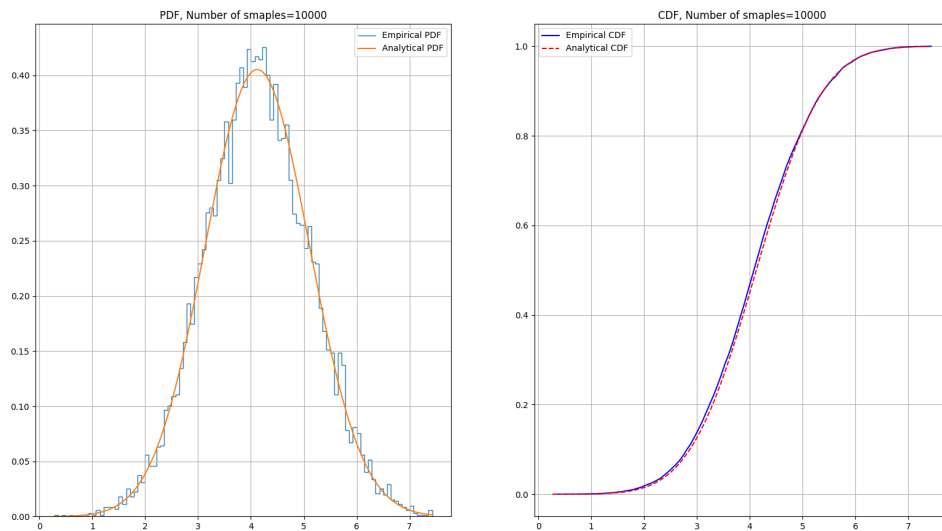 PDF, Number of smaples=10000
Empirical PDF
Analytical PDF
0.40
0.35
0.30
0.25
0.20
0.15
0.10
0.05
0.00
0 1 2 3 4 5 6 7
CDF, Number of smaples=10000
Empirical CDF
Analytical CDF
1.0
0.8
0.6
0.4
0.2
0.0
0 1 2 3 4 5 6 7